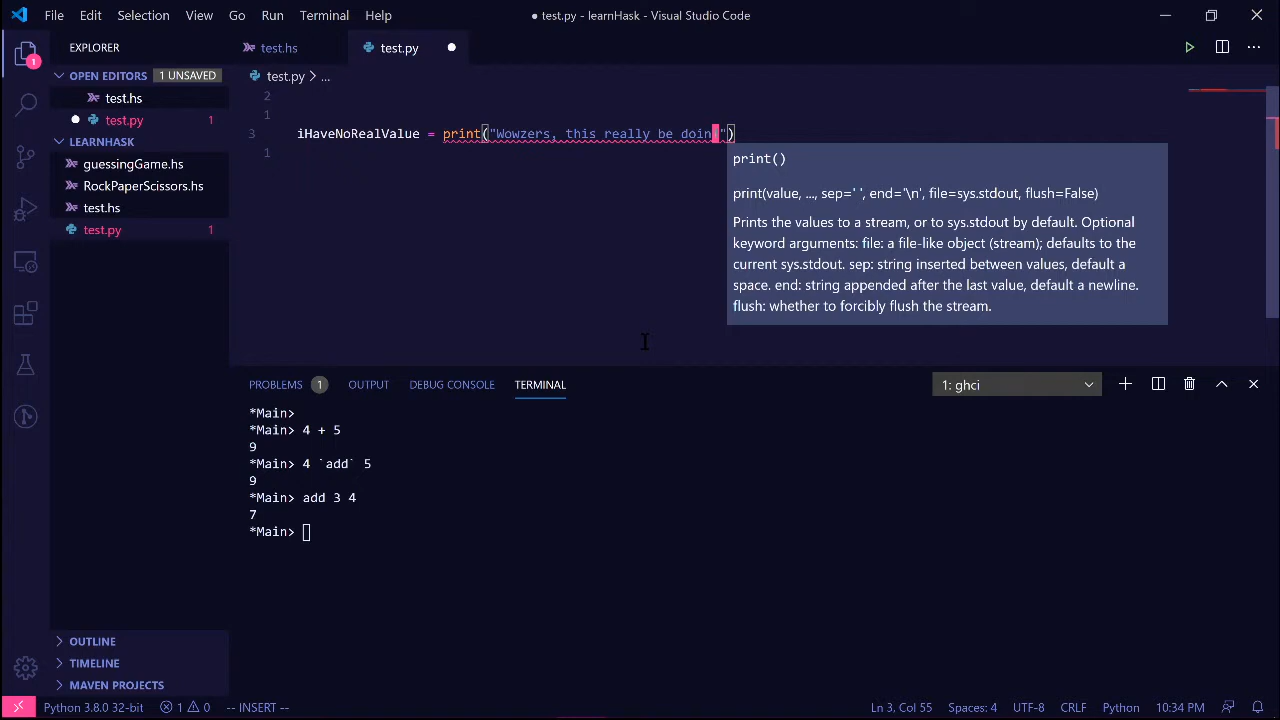 File Edit Selection View Go Run Terminal Help ● test.py - learnHask - Visual Studio Code
EXPLORER
test.hs
test.py
1
OPEN EDITORS 1 UNSAVED
test.hs
test.py 1
LEARNHASK
guessingGame.hs
RockPaperScissors.hs
test.hs
test.py 1
OUTLINE
TIMELINE
MAVEN PROJECTS
test.py > ...
2
1
3 iHaveNoRealValue = print("Wowzers, this really be doin")
1
print()
print(value, ..., sep=' ', end='\n', file=sys.stdout, flush=False)
Prints the values to a stream, or to sys.stdout by default. Optional
keyword arguments: file: a file-like object (stream); defaults to the
current sys.stdout. sep: string inserted between values, default a
space. end: string appended after the last value, default a newline.
flush: whether to forcibly flush the stream.
PROBLEMS 1 OUTPUT DEBUG CONSOLE TERMINAL 1: ghci
*Main>
*Main> 4 + 5
9
*Main> 4 `add` 5
9
*Main> add 3 4
7
*Main>
Python 3.8.0 32-bit 1 0 -- INSERT -- Ln 3, Col 55 Spaces: 4 UTF-8 CRLF Python 10:34 PM